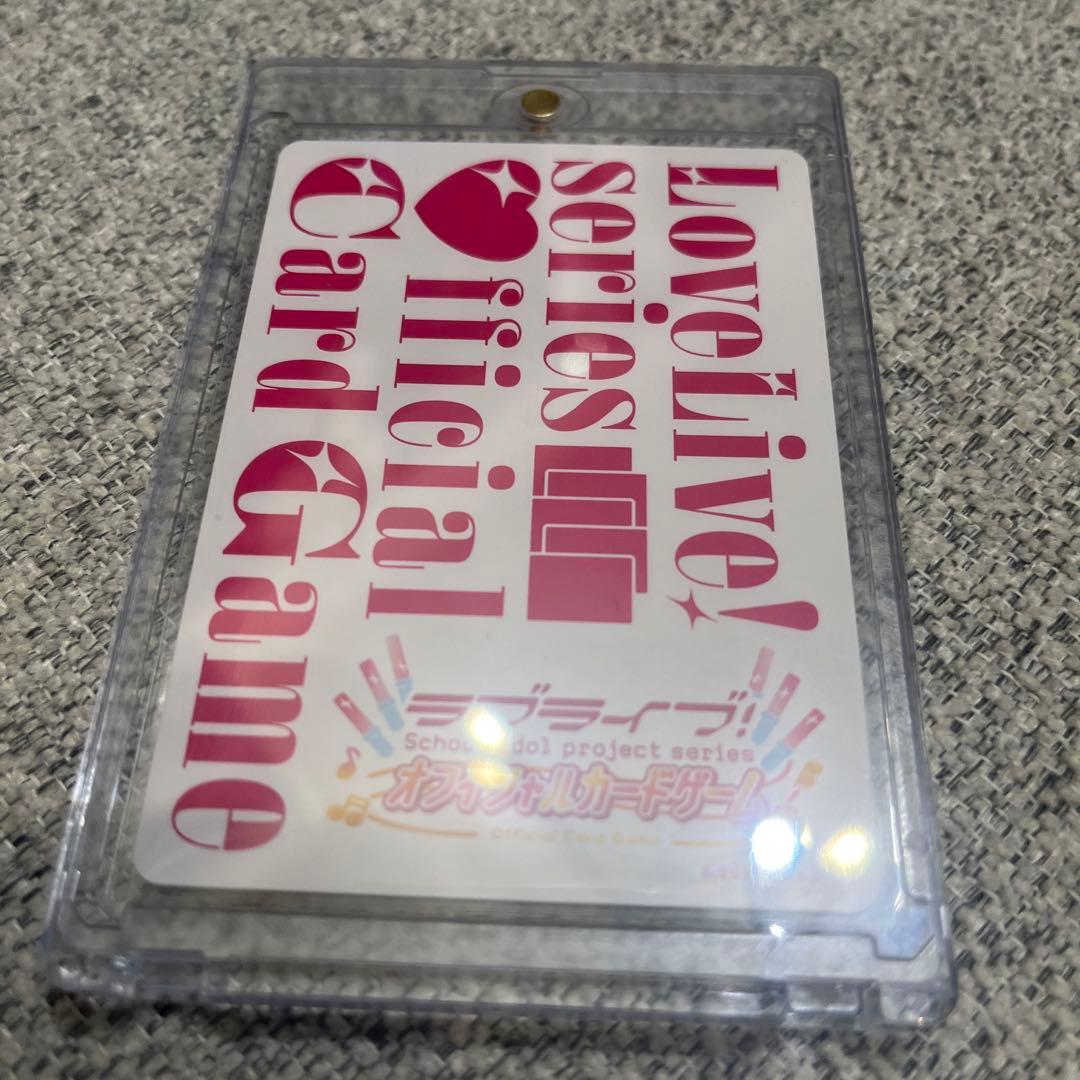 LoveLive!
series
Official
Card Game
ラブライブ!
School idol project series
オフィシャルカードゲーム
Official Card Game